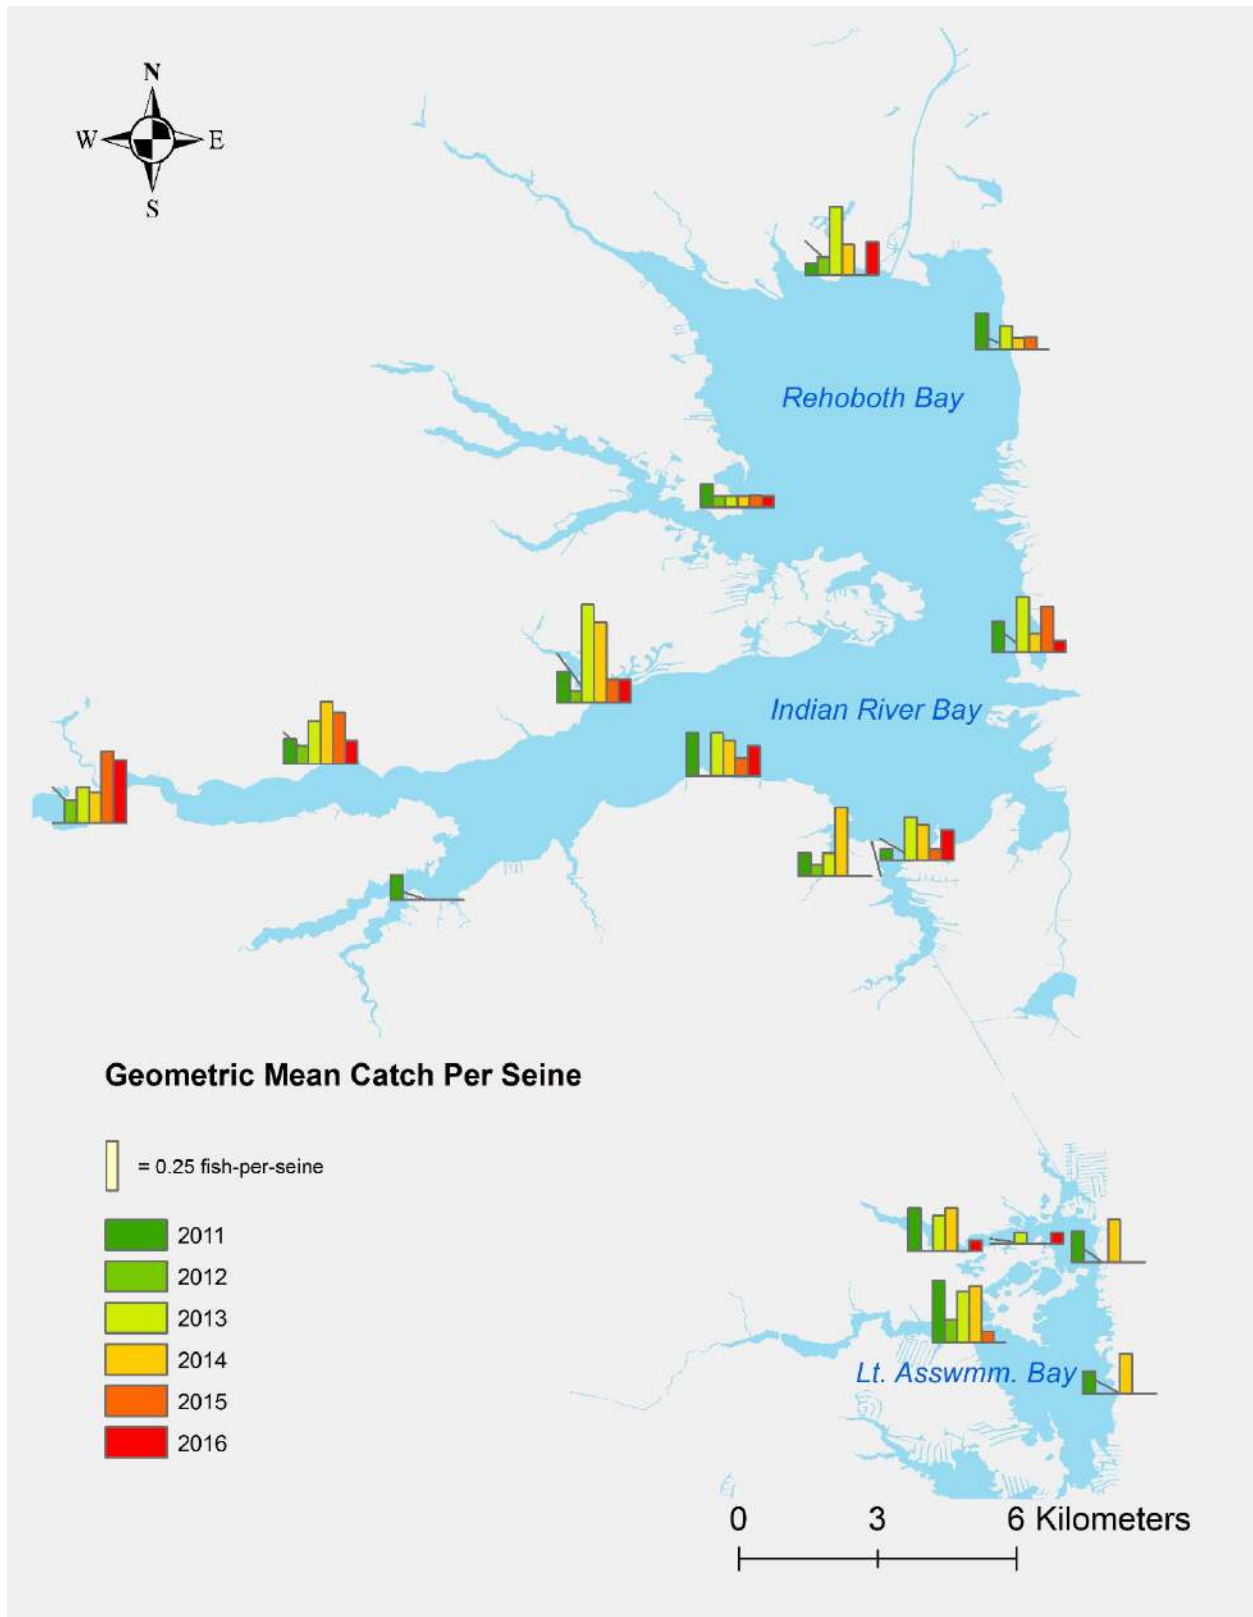 N
W E
S
Rehoboth Bay
Indian River Bay
Geometric Mean Catch Per Seine
= 0.25 fish-per-seine
2011
2012
2013
2014
2015
2016
Lt. Asswmm. Bay
0 3 6 Kilometers